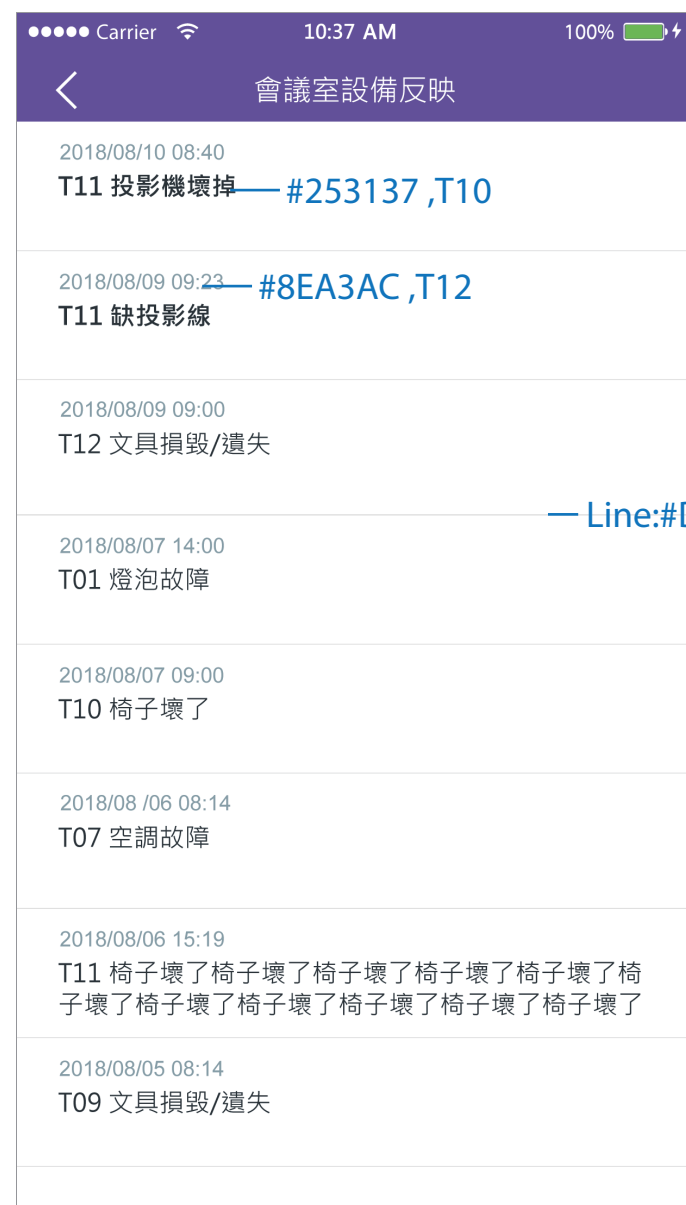 Carrier 10:37 AM 100%
會議室設備反映
2018/08/10 08:40
T11 投影機壞掉
#253137 ,T10
2018/08/09 09:23
#8EA3AC ,T12
T11 缺投影線
2018/08/09 09:00
T12 文具損毀/遺失
Line:#D
2018/08/07 14:00
T01 燈泡故障
2018/08/07 09:00
T10 椅子壞了
2018/08 /06 08:14
T07 空調故障
2018/08/06 15:19
T11 椅子壞了椅子壞了椅子壞了椅子壞了椅子壞了椅
子壞了椅子壞了椅子壞了椅子壞了椅子壞了椅子壞了
2018/08/05 08:14
T09 文具損毀/遺失